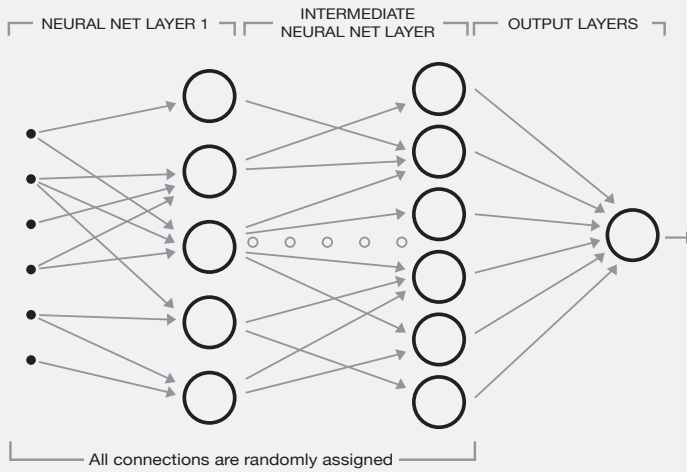 NEURAL NET LAYER 1
INTERMEDIATE
NEURAL NET LAYER
OUTPUT LAYERS
All connections are randomly assigned